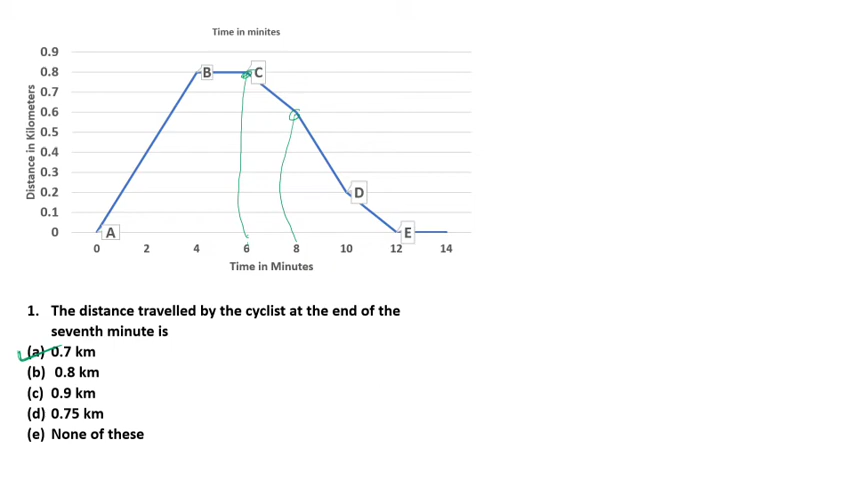 Time in minites
0.9
0.8
0.7
0.6
0.5
0.4
0.3
0.2
0.1
0
Distance in Kilometers
A
B
C
D
E
0 2 4 6 8 10 12 14
Time in Minutes
1. The distance travelled by the cyclist at the end of the
seventh minute is
(a) 0.7 km
(b) 0.8 km
(c) 0.9 km
(d) 0.75 km
(e) None of these